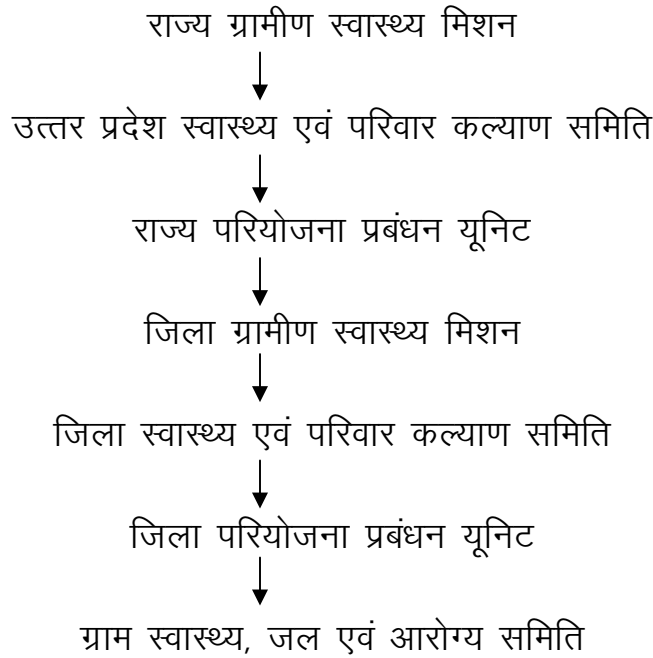 राज्य ग्रामीण स्वास्थ्य मिशन
उत्तर प्रदेश स्वास्थ्य एवं परिवार कल्याण समिति
राज्य परियोजना प्रबंधन यूनिट
जिला ग्रामीण स्वास्थ्य मिशन
जिला स्वास्थ्य एवं परिवार कल्याण समिति
जिला परियोजना प्रबंधन यूनिट
ग्राम स्वास्थ्य, जल एवं आरोग्य समिति